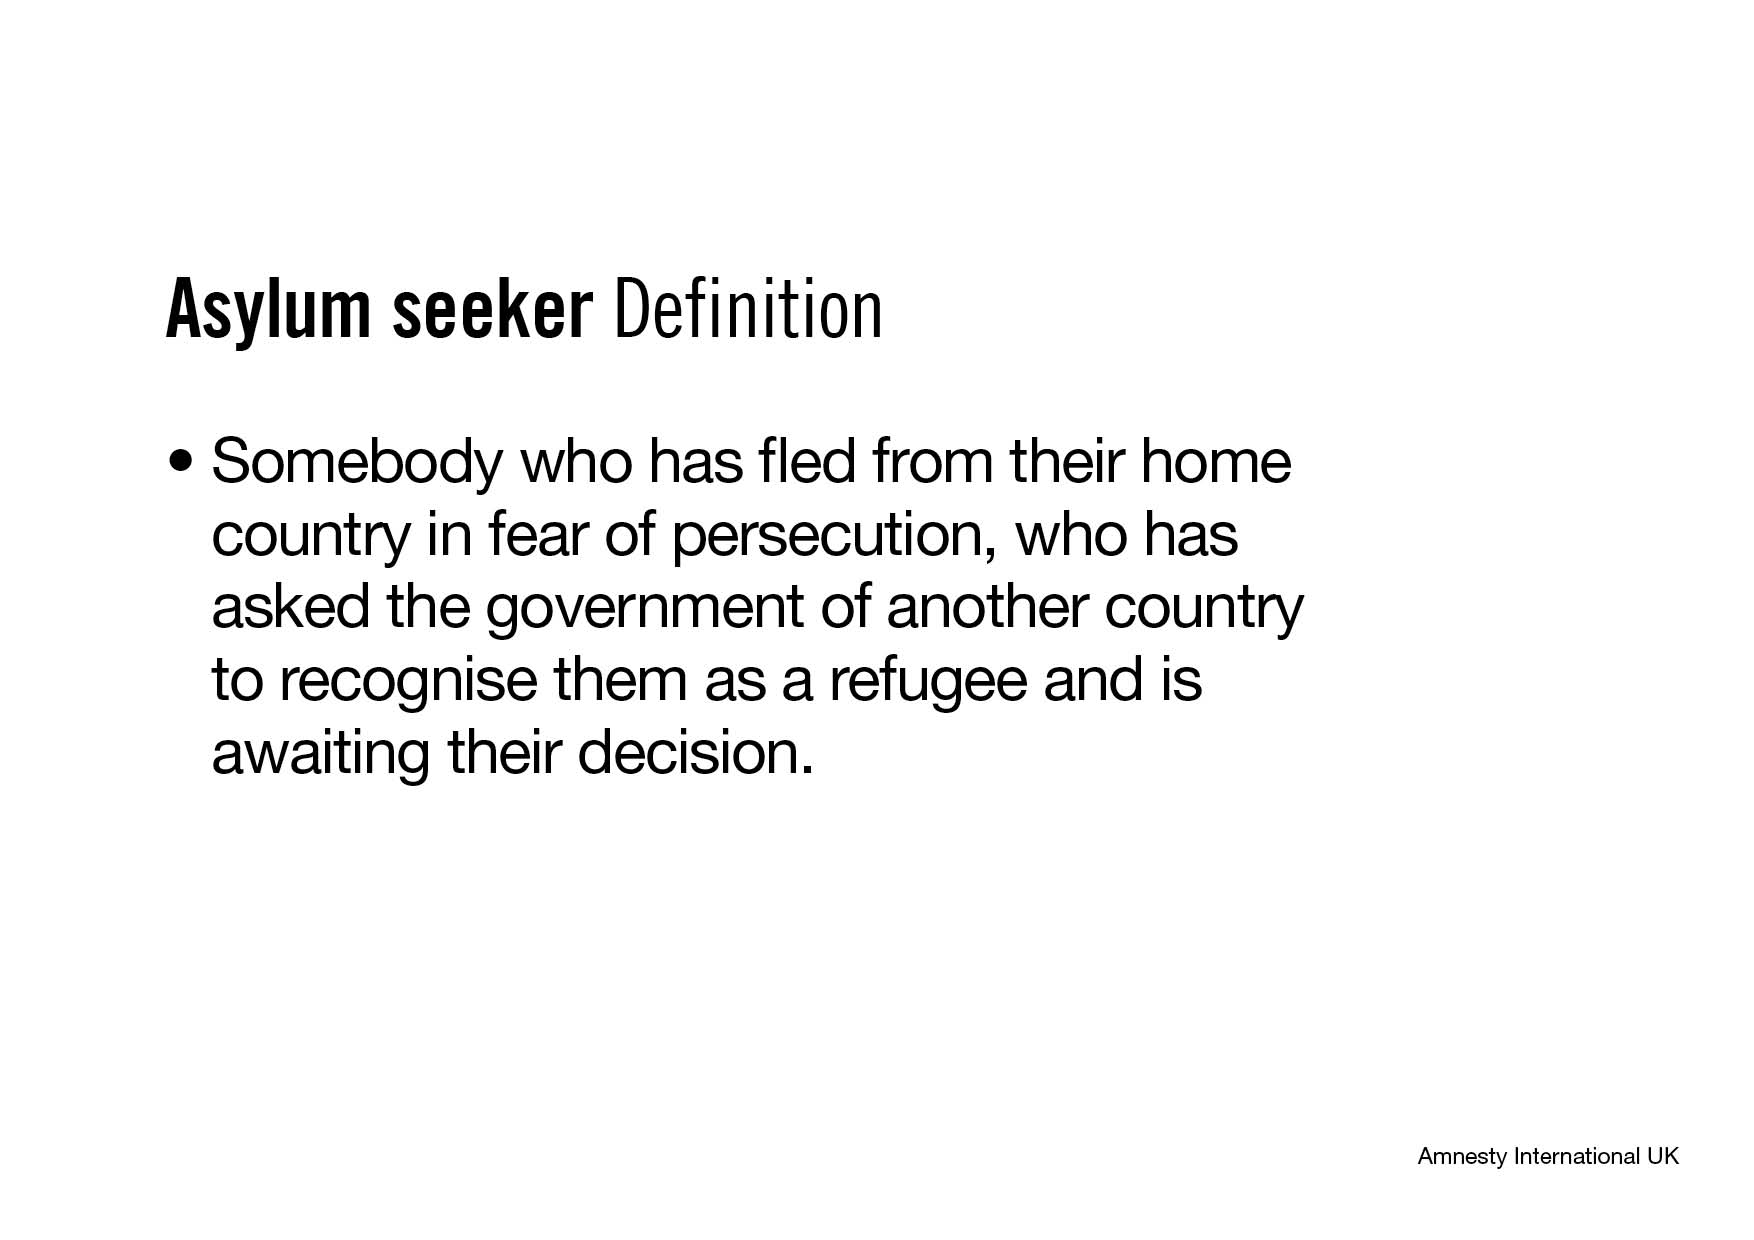 Asylum seeker Definition
• Somebody who has fled from their home
country in fear of persecution, who has
asked the government of another country
to recognise them as a refugee and is
awaiting their decision.
Amnesty International UK